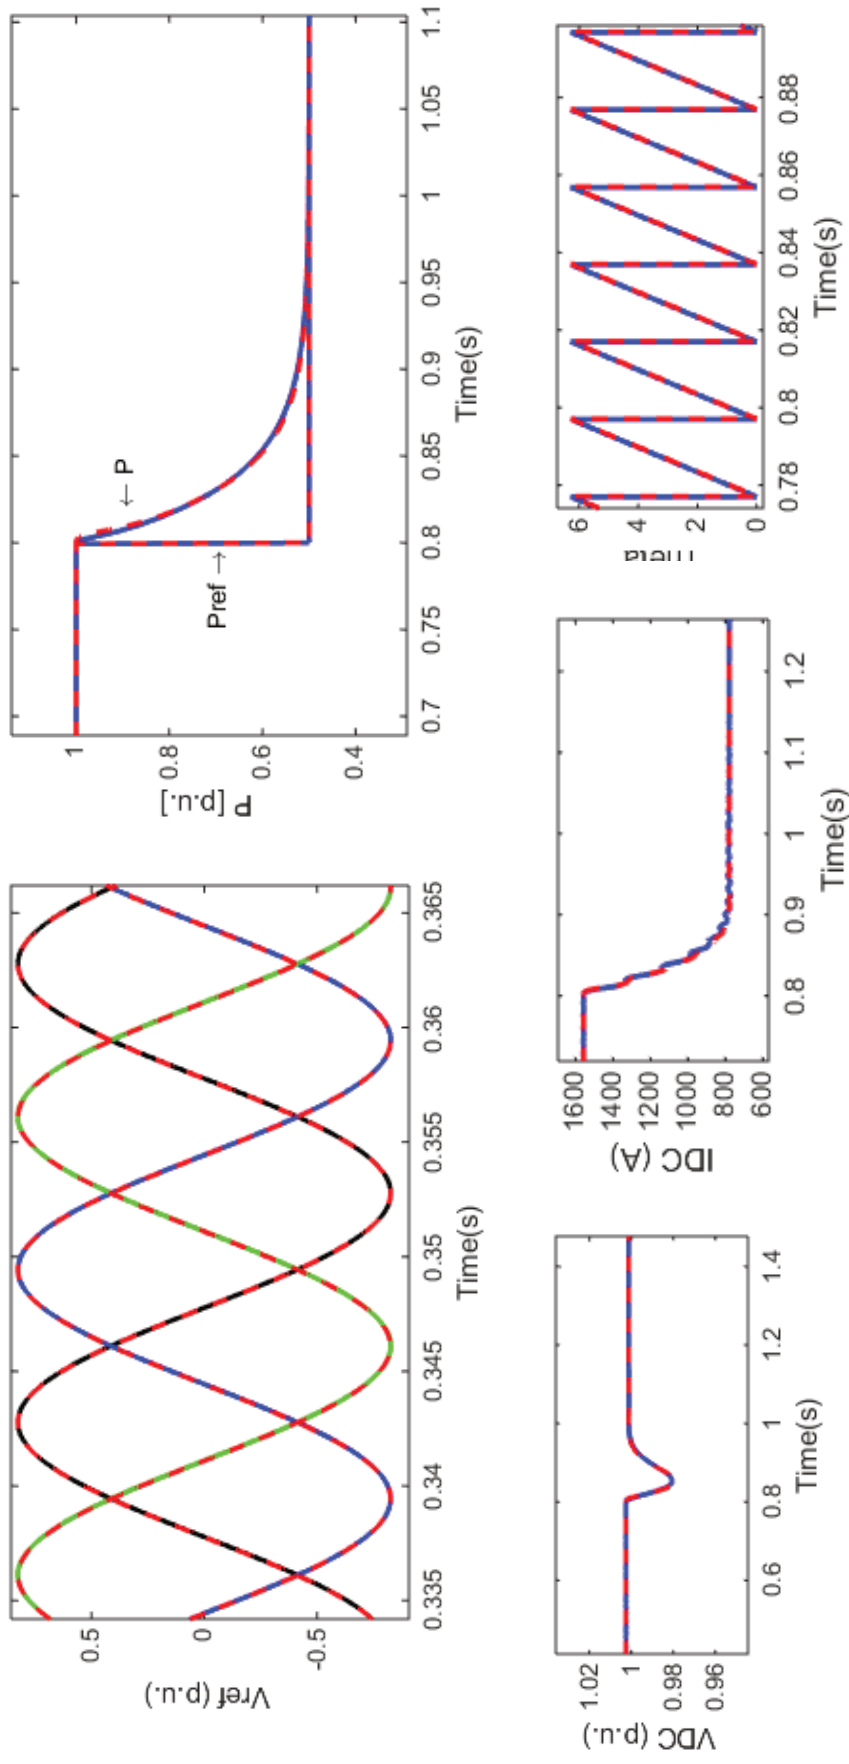 Vref (p.u.)
0.5
0
-0.5
0.335 0.34 0.345 0.35 0.355 0.36 0.365
Time(s)
P [p.u.]
1
0.8
0.6
0.4
← P
Pref →
0.7 0.75 0.8 0.85 0.9 0.95 1 1.05 1.1
Time(s)
VDC (p.u.)
1.02
1
0.98
0.96
0.6 0.8 1 1.2 1.4
Time(s)
IDC (A)
1600
1400
1200
1000
800
600
0.8 0.9 1 1.1 1.2
Time(s)
6
4
2
0
0.78 0.8 0.82 0.84 0.86 0.88
Time(s)